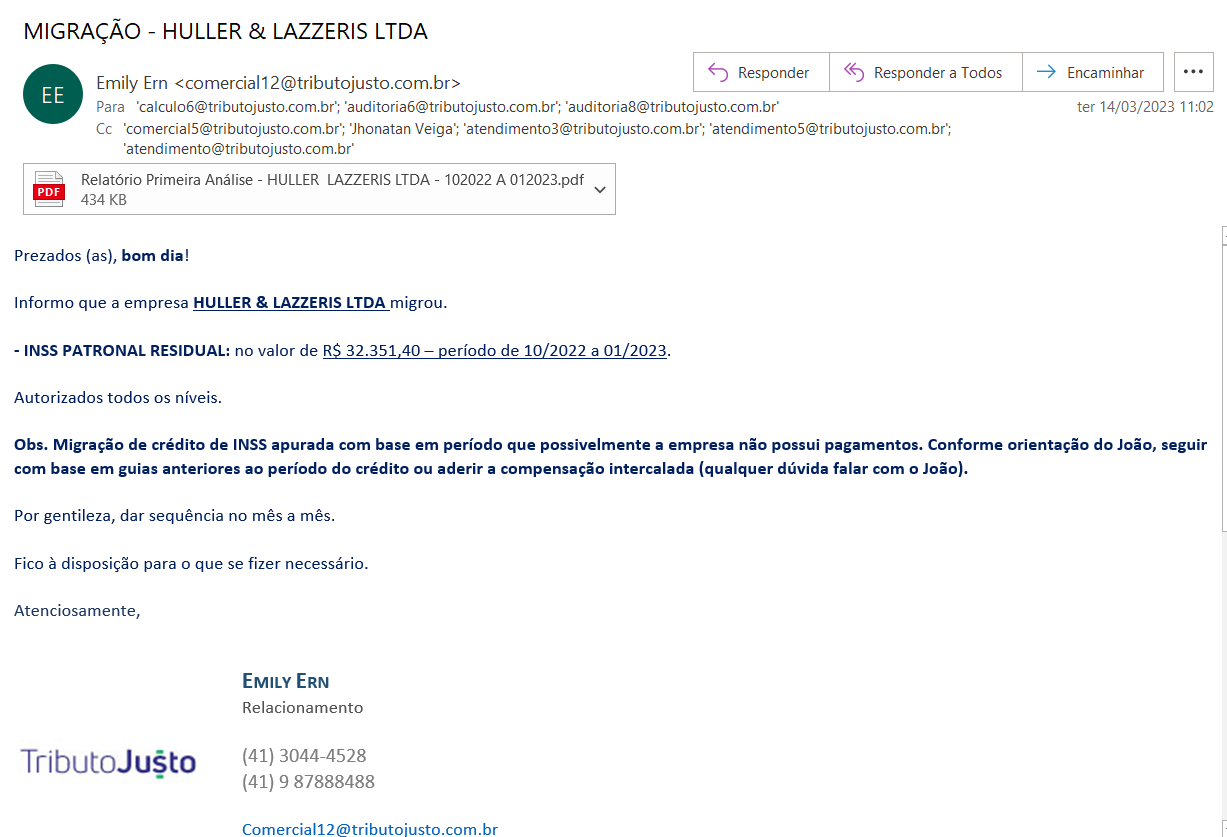 MIGRAÇÃO - HULLER & LAZZERIS LTDA
EE
Emily Ern <comercial12@tributojusto.com.br>
Responder
Responder a Todos
Encaminhar
Para 'calculo6@tributojusto.com.br'; 'auditoria6@tributojusto.com.br'; 'auditoria8@tributojusto.com.br'
ter 14/03/2023 11:02
Cc 'comercial5@tributojusto.com.br'; 'Jhonatan Veiga'; 'atendimento3@tributojusto.com.br'; 'atendimento5@tributojusto.com.br';
'atendimento@tributojusto.com.br'
PDF
Relatório Primeira Análise - HULLER LAZZERIS LTDA - 102022 A 012023.pdf
434 KB
Prezados (as), bom dia!
Informo que a empresa HULLER & LAZZERIS LTDA migrou.
- INSS PATRONAL RESIDUAL: no valor de R$ 32.351,40 – período de 10/2022 a 01/2023.
Autorizados todos os níveis.
Obs. Migração de crédito de INSS apurada com base em período que possivelmente a empresa não possui pagamentos. Conforme orientação do João, seguir
com base em guias anteriores ao período do crédito ou aderir a compensação intercalada (qualquer dúvida falar com o João).
Por gentileza, dar sequência no mês a mês.
Fico à disposição para o que se fizer necessário.
Atenciosamente,
EMILY ERN
Relacionamento
TributoJusto
(41) 3044-4528
(41) 9 87888488
Comercial12@tributojusto.com.br